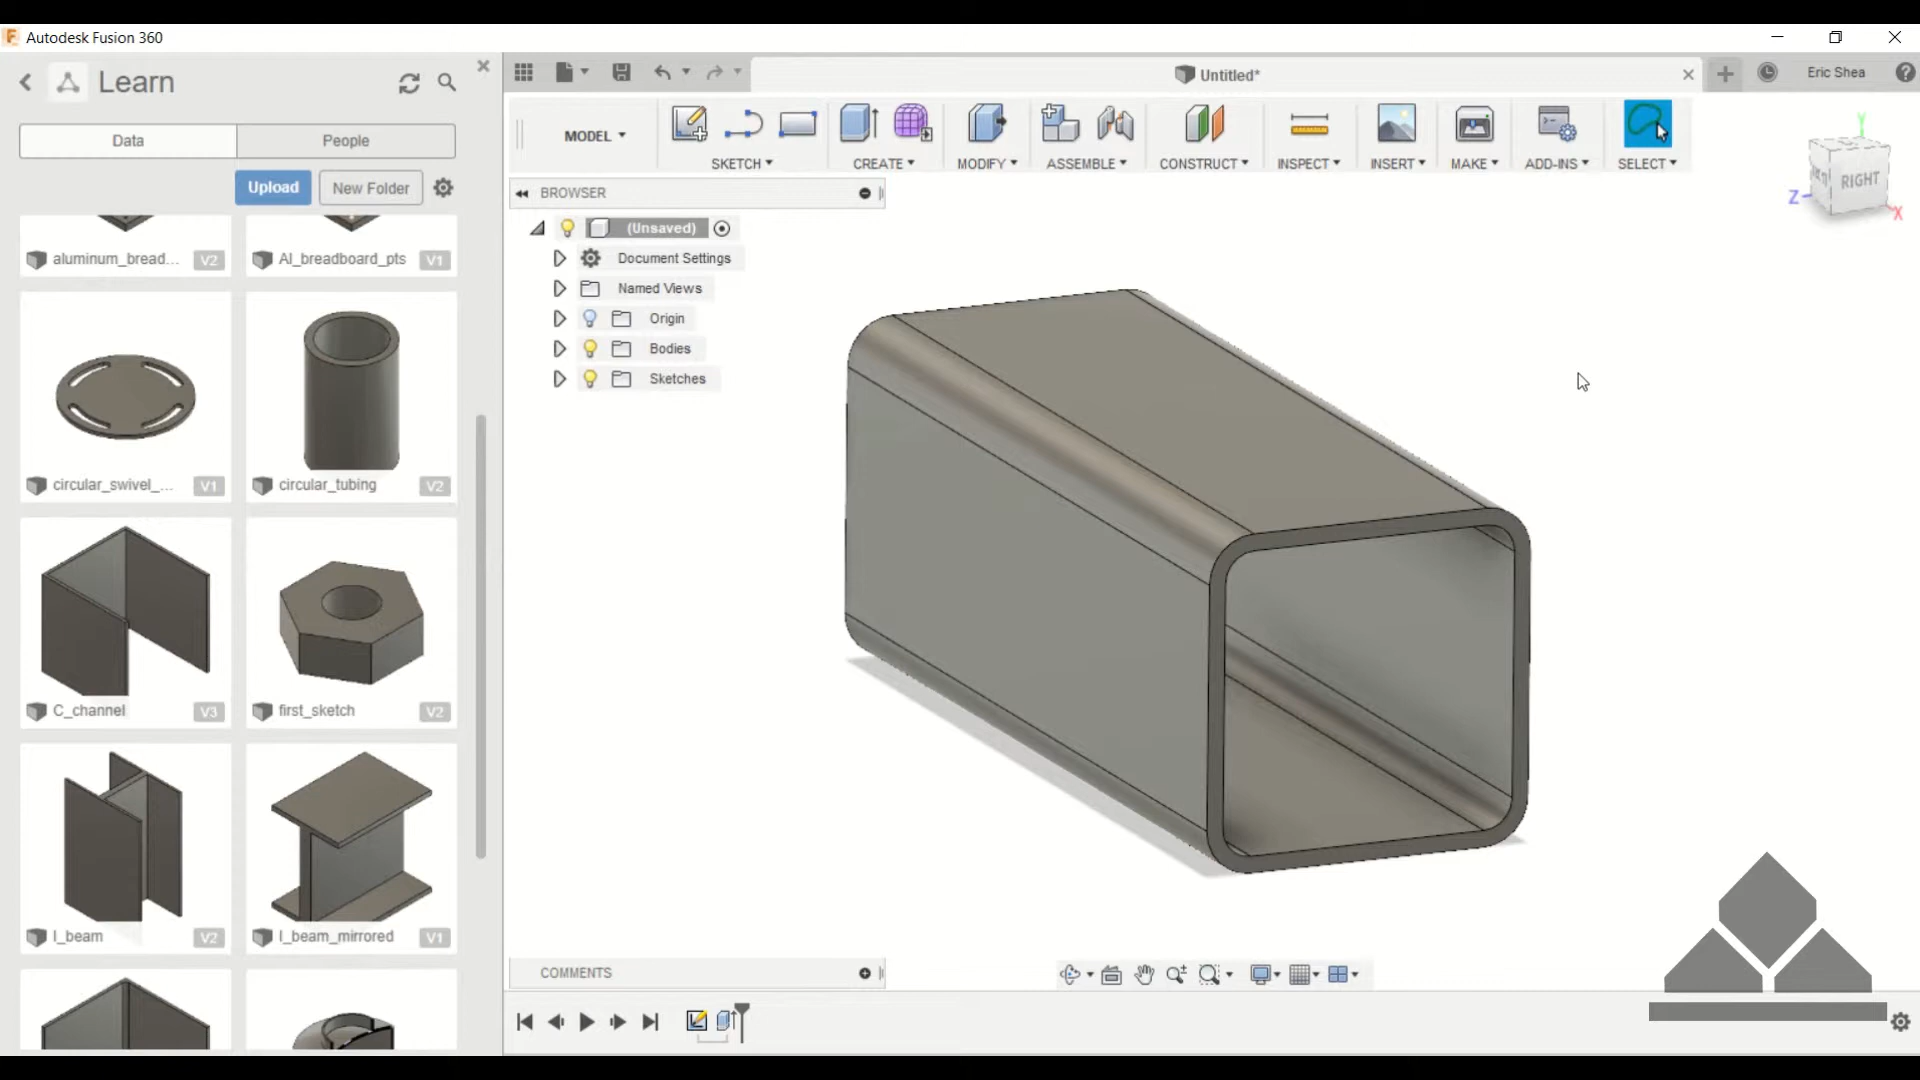 Autodesk Fusion 360
Learn
Untitled*
Eric Shea
Data
People
MODEL
SKETCH
CREATE
MODIFY
ASSEMBLE
CONSTRUCT
INSPECT
INSERT
MAKE
ADD-INS
SELECT
RIGHT
Y
Z
X
Upload
New Folder
BROWSER
(Unsaved)
Document Settings
Named Views
Origin
Bodies
Sketches
aluminum_bread... V2
Al_breadboard_pts V1
circular_swivel_... V1
circular_tubing V2
C_channel V3
first_sketch V2
I_beam V2
I_beam_mirrored V1
COMMENTS